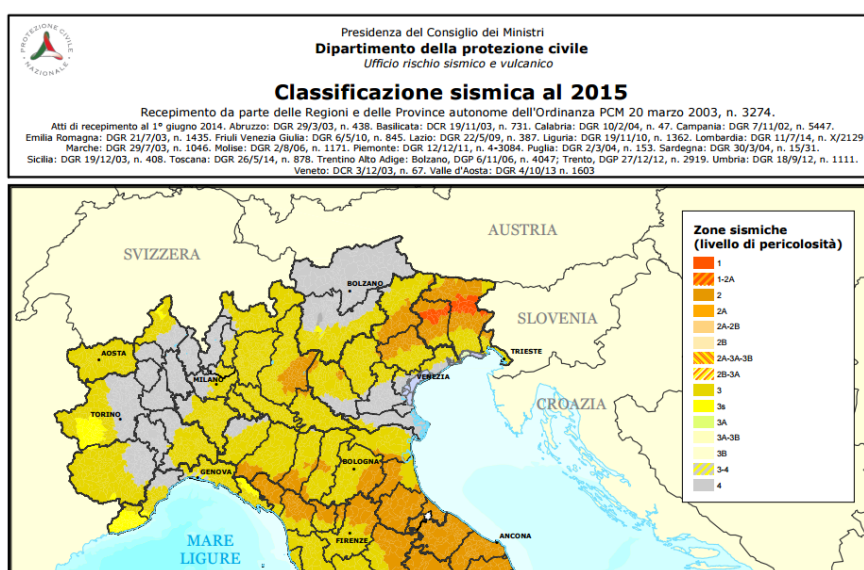 PROTEZIONE CIVILE
NAZIONALE
Presidenza del Consiglio dei Ministri
Dipartimento della protezione civile
Ufficio rischio sismico e vulcanico
Classificazione sismica al 2015
Recepimento da parte delle Regioni e delle Province autonome dell'Ordinanza PCM 20 marzo 2003, n. 3274.
Atti di recepimento al 1° giugno 2014. Abruzzo: DGR 29/3/03, n. 438. Basilicata: DCR 19/11/03, n. 731. Calabria: DGR 10/2/04, n. 47. Campania: DGR 7/11/02, n. 5447.
Emilia Romagna: DGR 21/7/03, n. 1435. Friuli Venezia Giulia: DGR 6/5/10, n. 845. Lazio: DGR 22/5/09, n. 387. Liguria: DGR 19/11/10, n. 1362. Lombardia: DGR 11/7/14, n. X/2129
Marche: DGR 29/7/03, n. 1046. Molise: DGR 2/8/06, n. 1171. Piemonte: DGR 12/12/11, n. 4-3084. Puglia: DGR 2/3/04, n. 153. Sardegna: DGR 30/3/04, n. 15/31.
Sicilia: DGR 19/12/03, n. 408. Toscana: DGR 26/5/14, n. 878. Trentino Alto Adige: Bolzano, DGP 6/11/06, n. 4047; Trento, DGP 27/12/12, n. 2919. Umbria: DGR 18/9/12, n. 1111.
Veneto: DCR 3/12/03, n. 67. Valle d'Aosta: DGR 4/10/13 n. 1603
AUSTRIA
SVIZZERA
BOLZANO
SLOVENIA
AOSTA
TRIESTE
MILANO
VENEZIA
CROAZIA
TORINO
BOLOGNA
GENOVA
MARE
LIGURE
FIRENZE
ANCONA
Zone sismiche
(livello di pericolosità)
1
1-2A
2
2A
2A-2B
2B
2A-3A-3B
2B-3A
3
3s
3A
3A-3B
3B
3-4
4